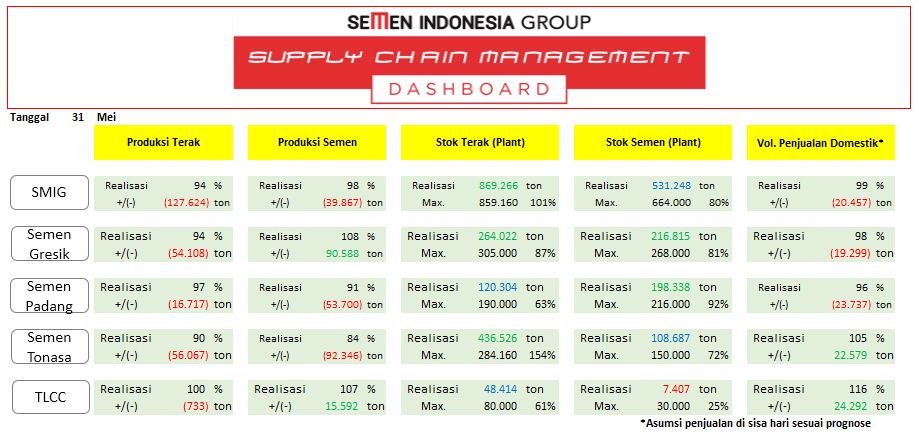 SEMEN INDONESIA GROUP
SUPPLY CHAIN MANAGEMENT
DASHBOARD
Tanggal 31 Mei
Produksi Terak Produksi Semen Stok Terak (Plant) Stok Semen (Plant) Vol. Penjualan Domestik*
SMIG
Realisasi 94 % Realisasi 98 % Realisasi 869.266 ton Realisasi 531.248 ton Realisasi 99 %
+/(-) (127.624) ton +/(-) (39.867) ton Max. 859.160 101% Max. 664.000 80% +/(-) (20.457) ton
Semen
Gresik
Realisasi 94 % Realisasi 108 % Realisasi 264.022 ton Realisasi 216.815 ton Realisasi 98 %
+/(-) (54.108) ton +/(-) 90.588 ton Max. 305.000 87% Max. 268.000 81% +/(-) (19.299) ton
Semen
Padang
Realisasi 97 % Realisasi 91 % Realisasi 120.304 ton Realisasi 198.338 ton Realisasi 96 %
+/(-) (16.717) ton +/(-) (53.700) ton Max. 190.000 63% Max. 216.000 92% +/(-) (23.737) ton
Semen
Tonasa
Realisasi 90 % Realisasi 84 % Realisasi 436.526 ton Realisasi 108.687 ton Realisasi 105 %
+/(-) (56.067) ton +/(-) (92.346) ton Max. 284.160 154% Max. 150.000 72% +/(-) 22.579 ton
TLCC
Realisasi 100 % Realisasi 107 % Realisasi 48.414 ton Realisasi 7.407 ton Realisasi 116 %
+/(-) (733) ton +/(-) 15.592 ton Max. 80.000 61% Max. 30.000 25% +/(-) 24.292 ton
*Asumsi penjualan di sisa hari sesuai prognose